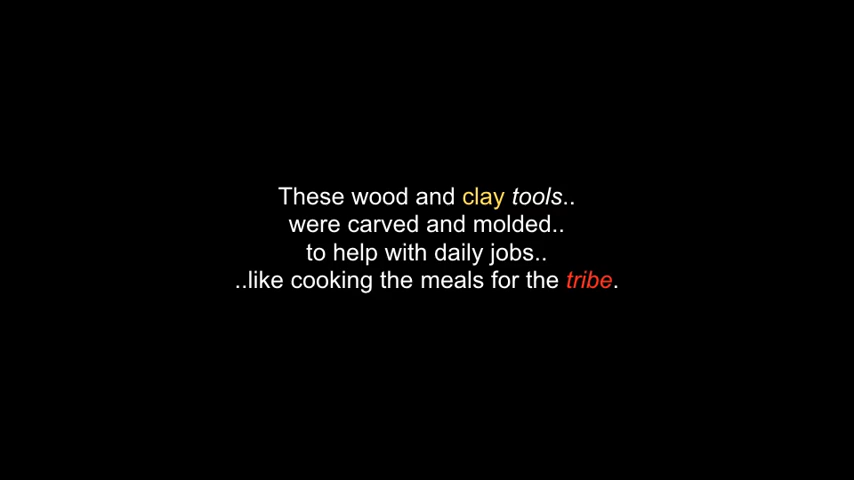 These wood and clay tools..
were carved and molded..
to help with daily jobs..
..like cooking the meals for the tribe.